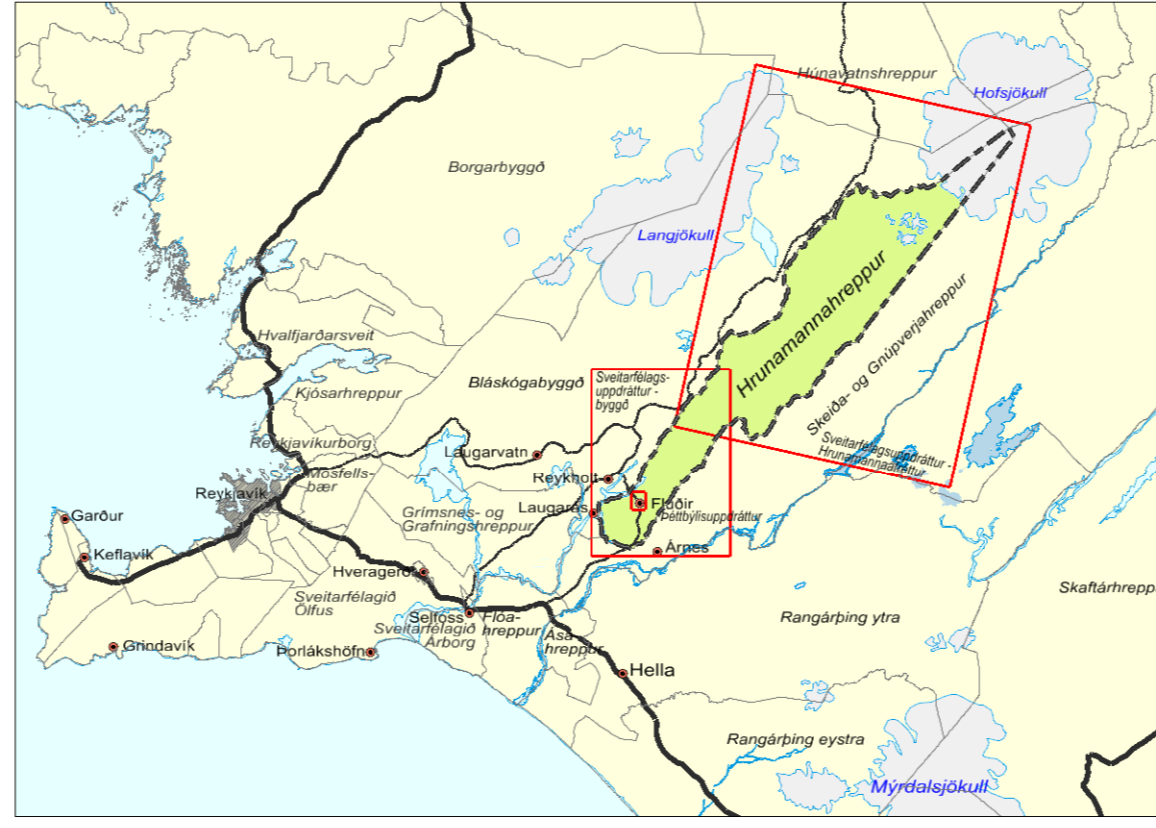 Húnavatnshreppur
Hofsjökull
Borgarbyggð
Langjökull
Hrunamannahreppur
Skeiða- og Gnúpverjahreppur
Hvalfjarðarsveit
Kjósarhreppur
Bláskógabyggð
Sveitarfélags-
uppdráttur -
byggð
Reykjavíkurborg
Mosfells-
bær
Laugarvatn
Sveitarfélagsuppdráttur -
Hrunamannaafréttur
Reykholt
Reykjavík
Garður
Grímsnes- og
Grafningshreppur
Laugarás
Flúðir
Þéttbýlisuppdráttur
Keflavík
Árnes
Hveragerði
Sveitarfélagið
Ölfus
Skaftárhreppu
Selfoss
Flóa-
hreppur
Sveitarfélagið
Árborg
Ása
hreppur
Rangárþing ytra
Grindavík
Þorlákshöfn
Hella
Rangárþing eystra
Mýrdalsjökull